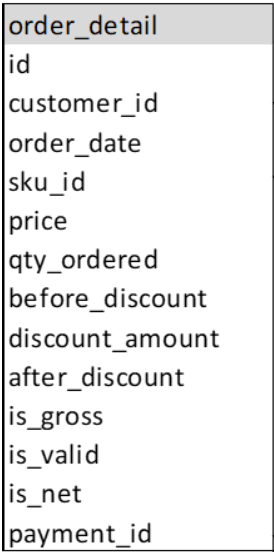 order_detail
id
customer_id
order_date
sku_id
price
qty_ordered
before_discount
discount_amount
after_discount
is_gross
is_valid
is_net
payment_id